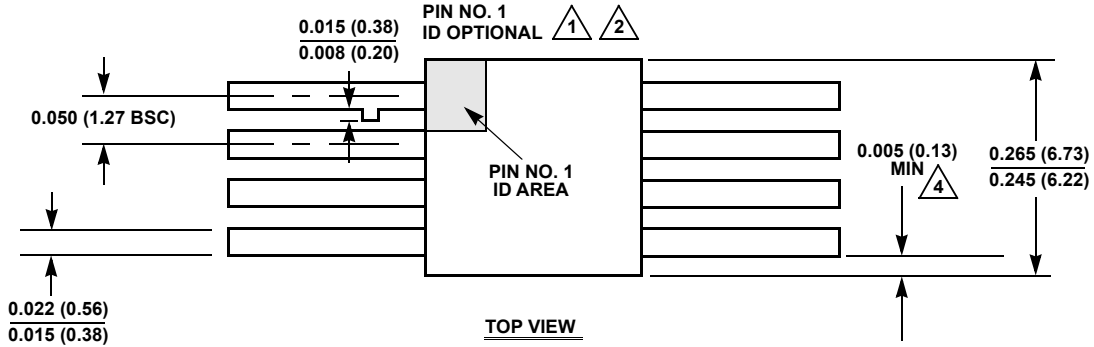 PIN NO. 1
ID OPTIONAL 1 2
0.015 (0.38)
0.008 (0.20)
0.050 (1.27 BSC)
PIN NO. 1
ID AREA
0.005 (0.13)
MIN 4
0.265 (6.73)
0.245 (6.22)
0.022 (0.56)
0.015 (0.38)
TOP VIEW